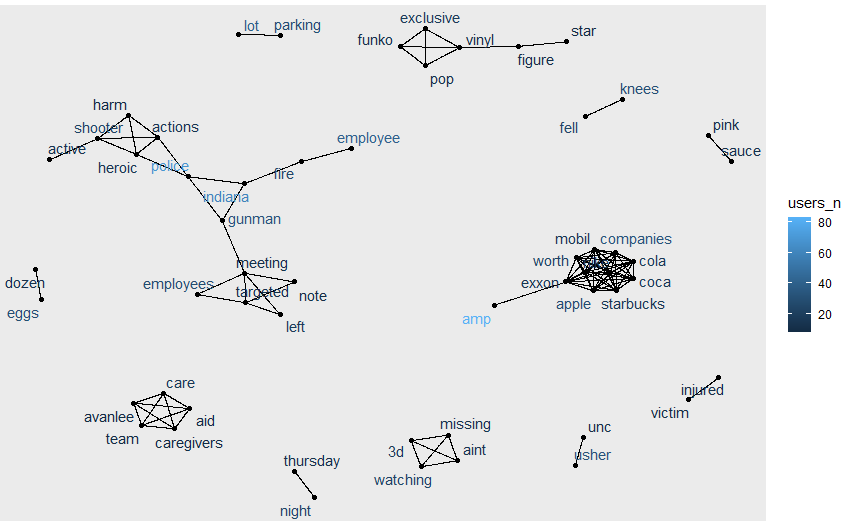 exclusive
lot parking
star
funko
vinyl
figure
pop
knees
harm
fell
pink
shooter
actions
employee
active
sauce
heroic
police
fire
indiana
users_n
gunman
80
mobil companies
60
meeting
worth
cola
40
dozen
employees
exxon
coca
targeted
note
apple starbucks
20
eggs
amp
left
care
injured
avanlee
aid
victim
team
caregivers
missing
unc
3d
aint
thursday
usher
watching
night